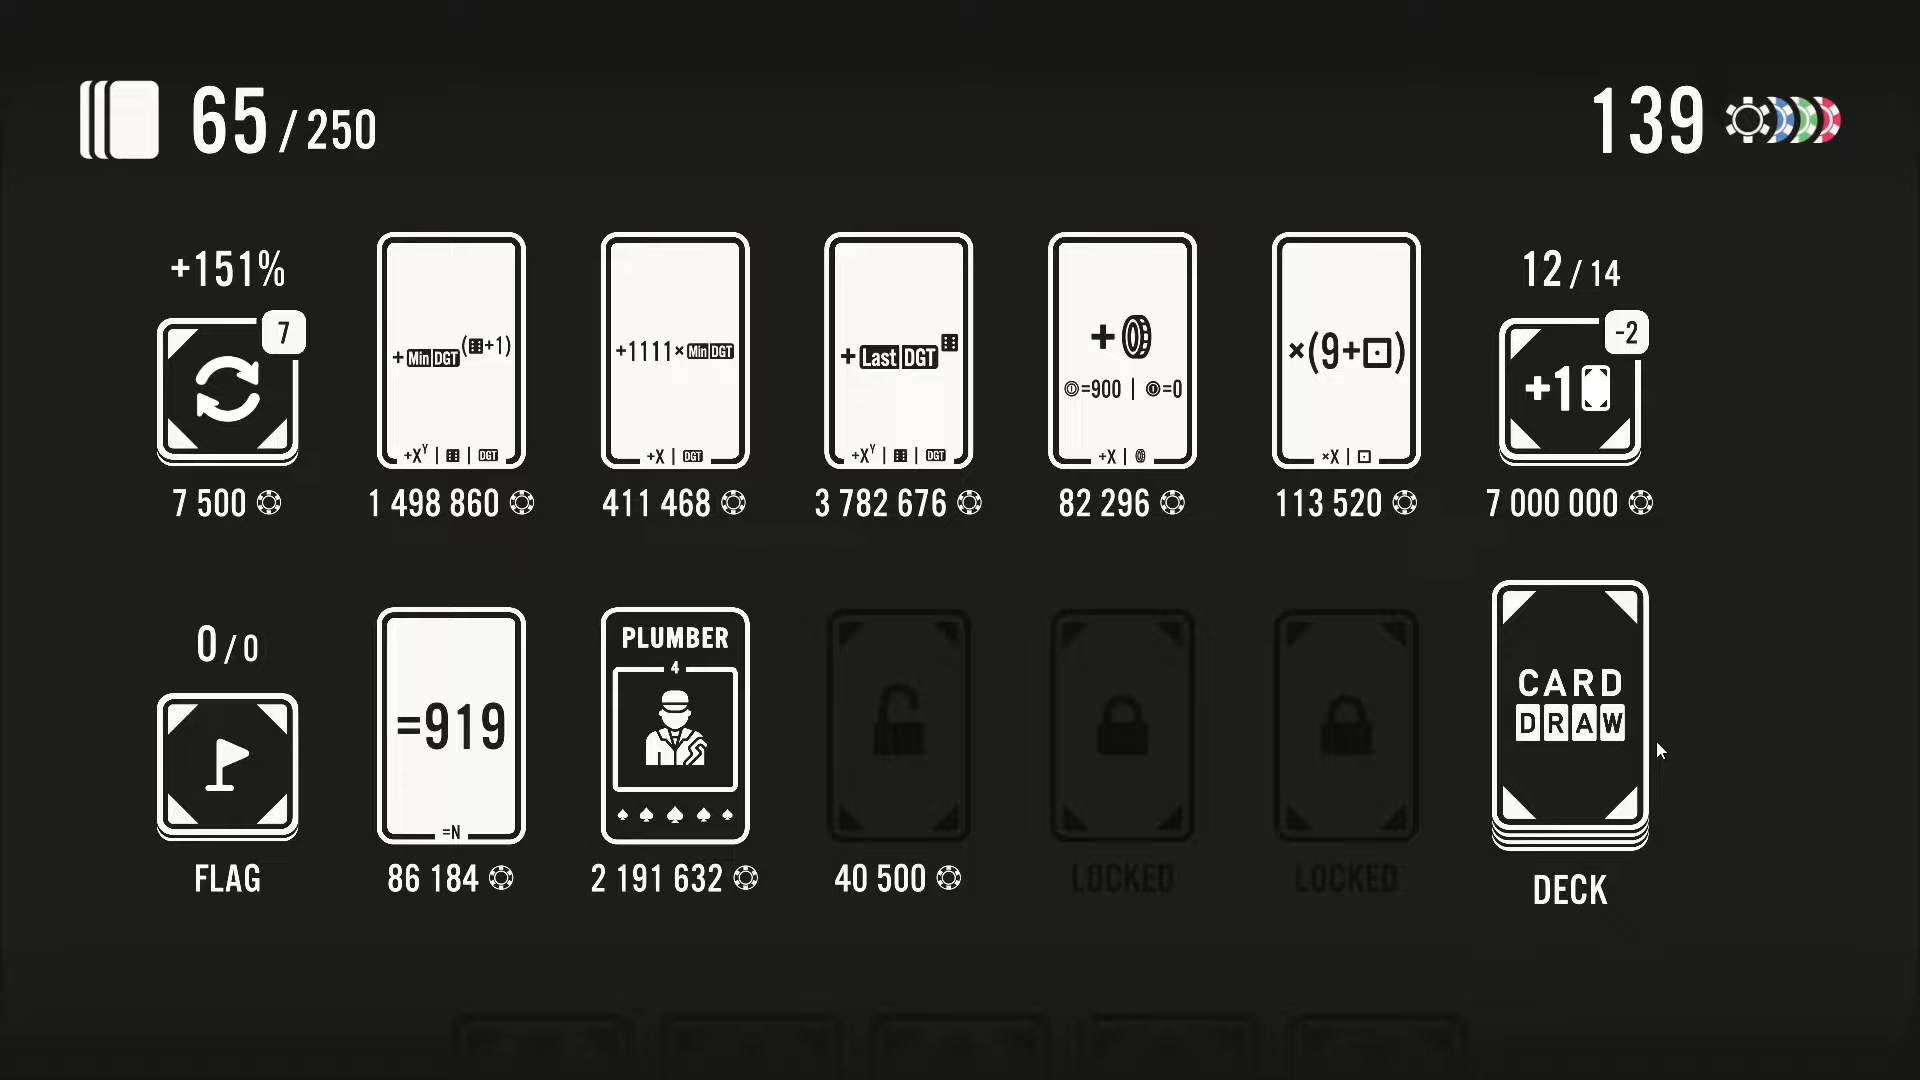 65 / 250
139
+151%
12 / 14
7
-2
+Min DGT(+1)
+1111×Min DGT
+Last DGT
+
=900 | =0
×(9+)
+1
+Xʸ | | DGT
+X | DGT
+Xʸ | | DGT
+X |
×X |
7 500
1 498 860
411 468
3 782 676
82 296
113 520
7 000 000
0 / 0
=919
=N
PLUMBER
4
CARD
DRAW
FLAG
86 184
2 191 632
40 500
LOCKED
LOCKED
DECK